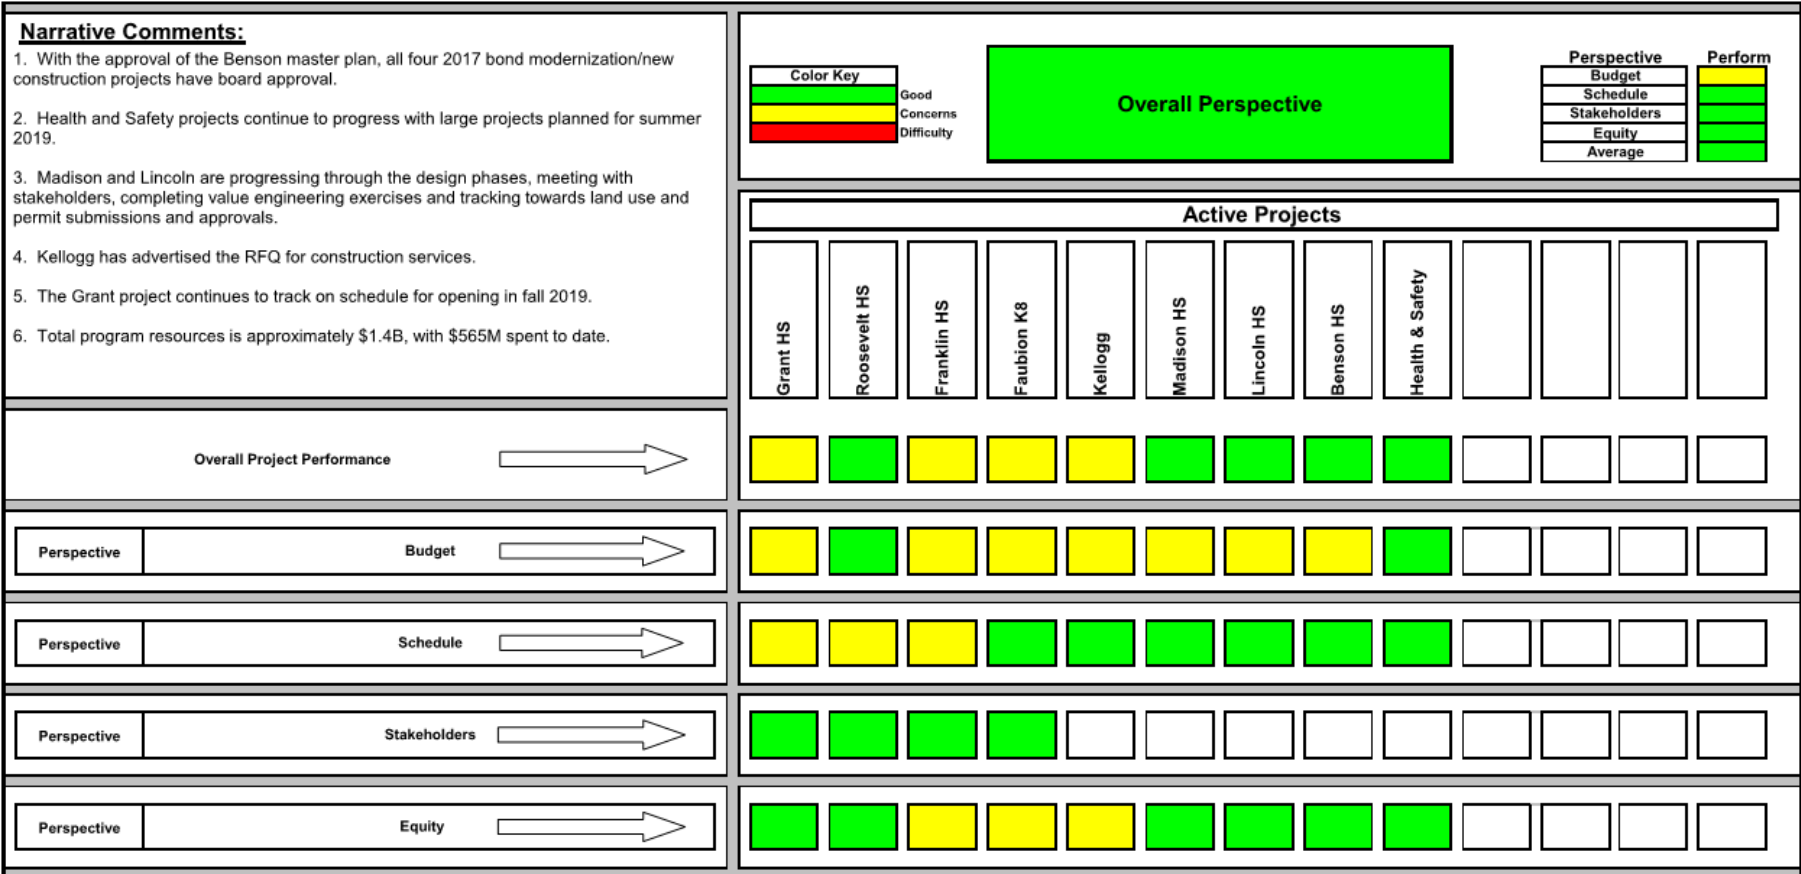 Narrative Comments:
1. With the approval of the Benson master plan, all four 2017 bond modernization/new
construction projects have board approval.
2. Health and Safety projects continue to progress with large projects planned for summer
2019.
3. Madison and Lincoln are progressing through the design phases, meeting with
stakeholders, completing value engineering exercises and tracking towards land use and
permit submissions and approvals.
4. Kellogg has advertised the RFQ for construction services.
5. The Grant project continues to track on schedule for opening in fall 2019.
6. Total program resources is approximately $1.4B, with $565M spent to date.
Color Key
Good
Concerns
Difficulty
Overall Perspective
Perspective Perform
Budget
Schedule
Stakeholders
Equity
Average
Active Projects
Grant HS
Roosevelt HS
Franklin HS
Faubion K8
Kellogg
Madison HS
Lincoln HS
Benson HS
Health & Safety
Overall Project Performance
Perspective Budget
Perspective Schedule
Perspective Stakeholders
Perspective Equity